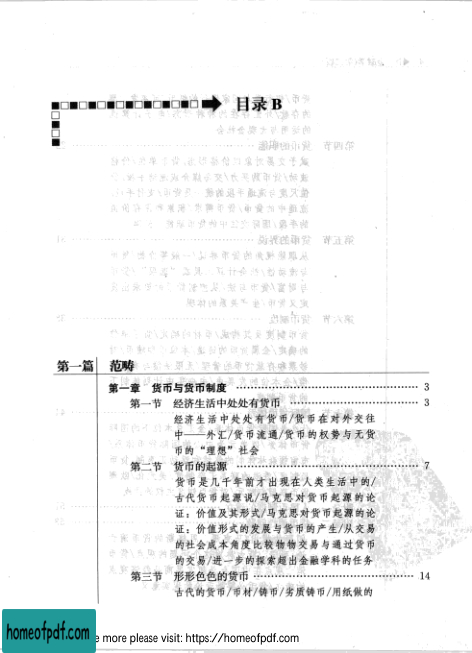 目录 B
第一篇 范畴
第一章 货币与货币制度 …… 3
第一节 经济生活中处处有货币 …… 3
经济生活中处处有货币/货币在对外交往
中——外汇/货币流通/货币的权势与无货
币的“理想”社会
第二节 货币的起源 …… 7
货币是几千年前才出现在人类生活中的/
古代货币起源说/马克思对货币起源的论
证：价值及其形式/马克思对货币起源的论
证：价值形式的发展与货币的产生/从交易
的社会成本角度比较物物交易与通过货币
的交易/进一步的探索超出金融学科的任务
第三节 形形色色的货币 …… 14
古代的货币/币材/铸币/劣质铸币/用纸做的
homeofpdf.com
e more please visit: https://homeofpdf.com